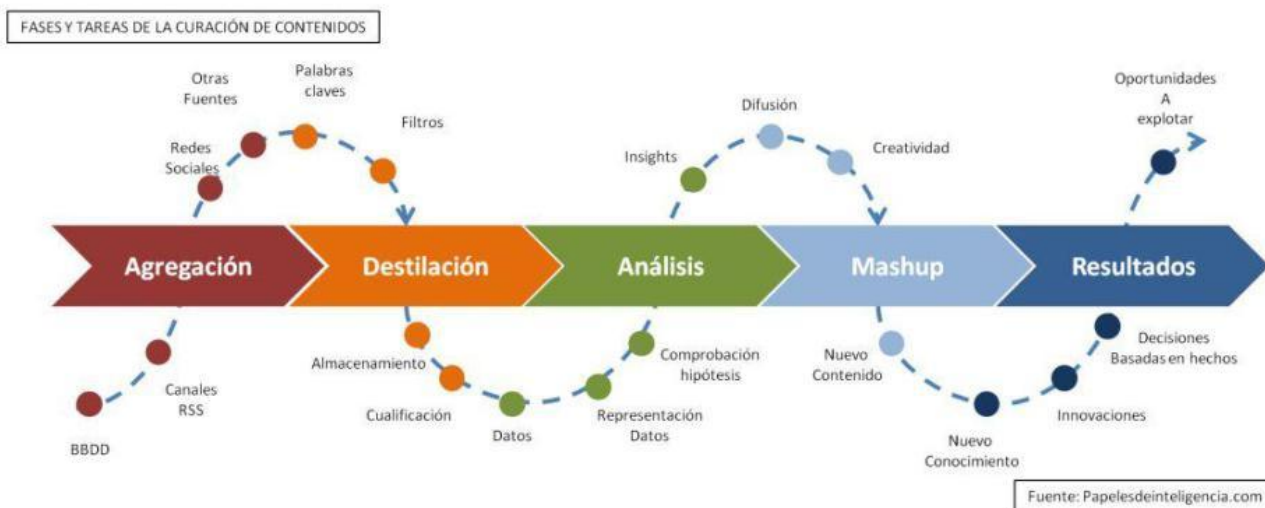 FASES Y TAREAS DE LA CURACIÓN DE CONTENIDOS
Otras
Fuentes
Palabras
claves
Filtros
Redes
Sociales
Insights
Difusión
Creatividad
Oportunidades
A
explotar
Agregación
Destilación
Análisis
Mashup
Resultados
BBDD
Canales
RSS
Almacenamiento
Cualificación
Datos
Representación
Datos
Comprobación
hipótesis
Nuevo
Contenido
Nuevo
Conocimiento
Innovaciones
Decisiones
Basadas en hechos
Fuente: Papelesdeinteligencia.com